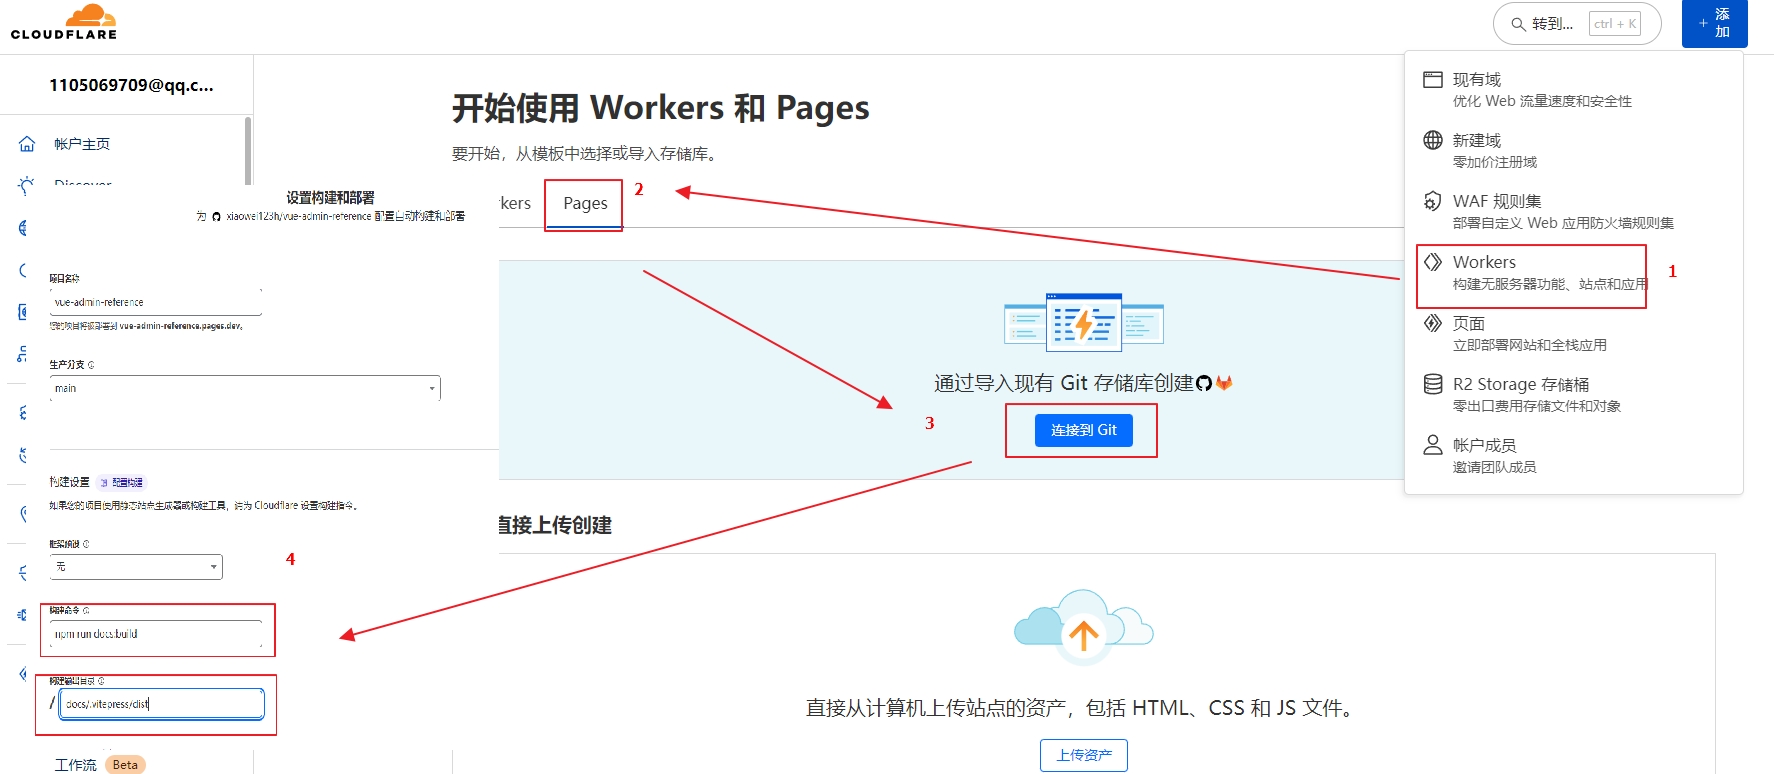 CLOUDFLARE
转到...
ctrl + K
+ 添加
1105069709@qq.c...
帐户主页
Discover
设置构建和部署
为 xiaowei123h/vue-admin-reference 配置自动构建和部署
项目名称
vue-admin-reference
您的项目将被部署到 vue-admin-reference.pages.dev。
生产分支
main
构建设置
配置构建
如果您的项目使用静态站点生成器或构建工具，请为 Cloudflare 设置构建指令。
框架预设
无
4
构建命令
npm run docs:build
构建输出目录
/
docs/.vitepress/dist
工作流
Beta
开始使用 Workers 和 Pages
要开始，从模板中选择或导入存储库。
kers
Pages
2
通过导入现有 Git 存储库创建
3
连接到 Git
直接上传创建
直接从计算机上传站点的资产，包括 HTML、CSS 和 JS 文件。
上传资产
现有域
优化 Web 流量速度和安全性
新建域
零加价注册域
WAF 规则集
部署自定义 Web 应用防火墙规则集
Workers
构建无服务器功能、站点和应用
1
页面
立即部署网站和全栈应用
R2 Storage 存储桶
零出口费用存储文件和对象
帐户成员
邀请团队成员